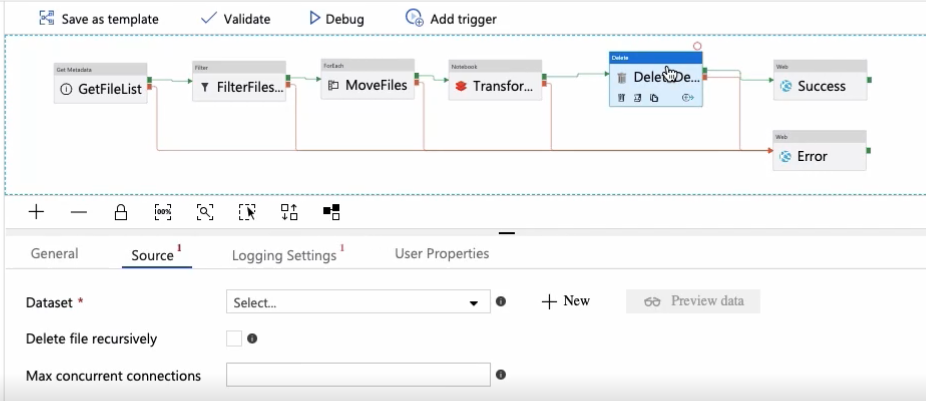 Save as template
Validate
Debug
Add trigger
Get Metadata
GetFileList
Filter
FilterFiles...
ForEach
MoveFiles
Notebook
Transfor...
Delete
Web
Success
Web
Error
100%
General
Source 1
Logging Settings 1
User Properties
Dataset *
Select...
New
Preview data
Delete file recursively
Max concurrent connections